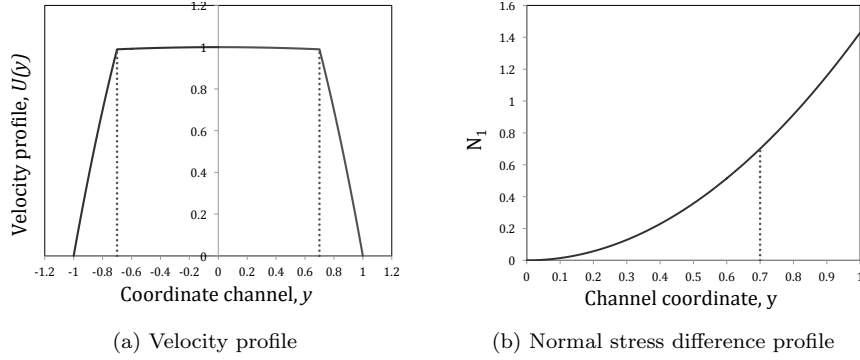 1.2
1
0.8
0.6
0.4
0.2
0
-1.2 -1 -0.8 -0.6 -0.4 -0.2 0 0.2 0.4 0.6 0.8 1 1.2
Velocity profile, U(y)
Coordinate channel, y
(a) Velocity profile
1.6
1.4
1.2
1
0.8
0.6
0.4
0.2
0
0 0.1 0.2 0.3 0.4 0.5 0.6 0.7 0.8 0.9 1
N₁
Channel coordinate, y
(b) Normal stress difference profile